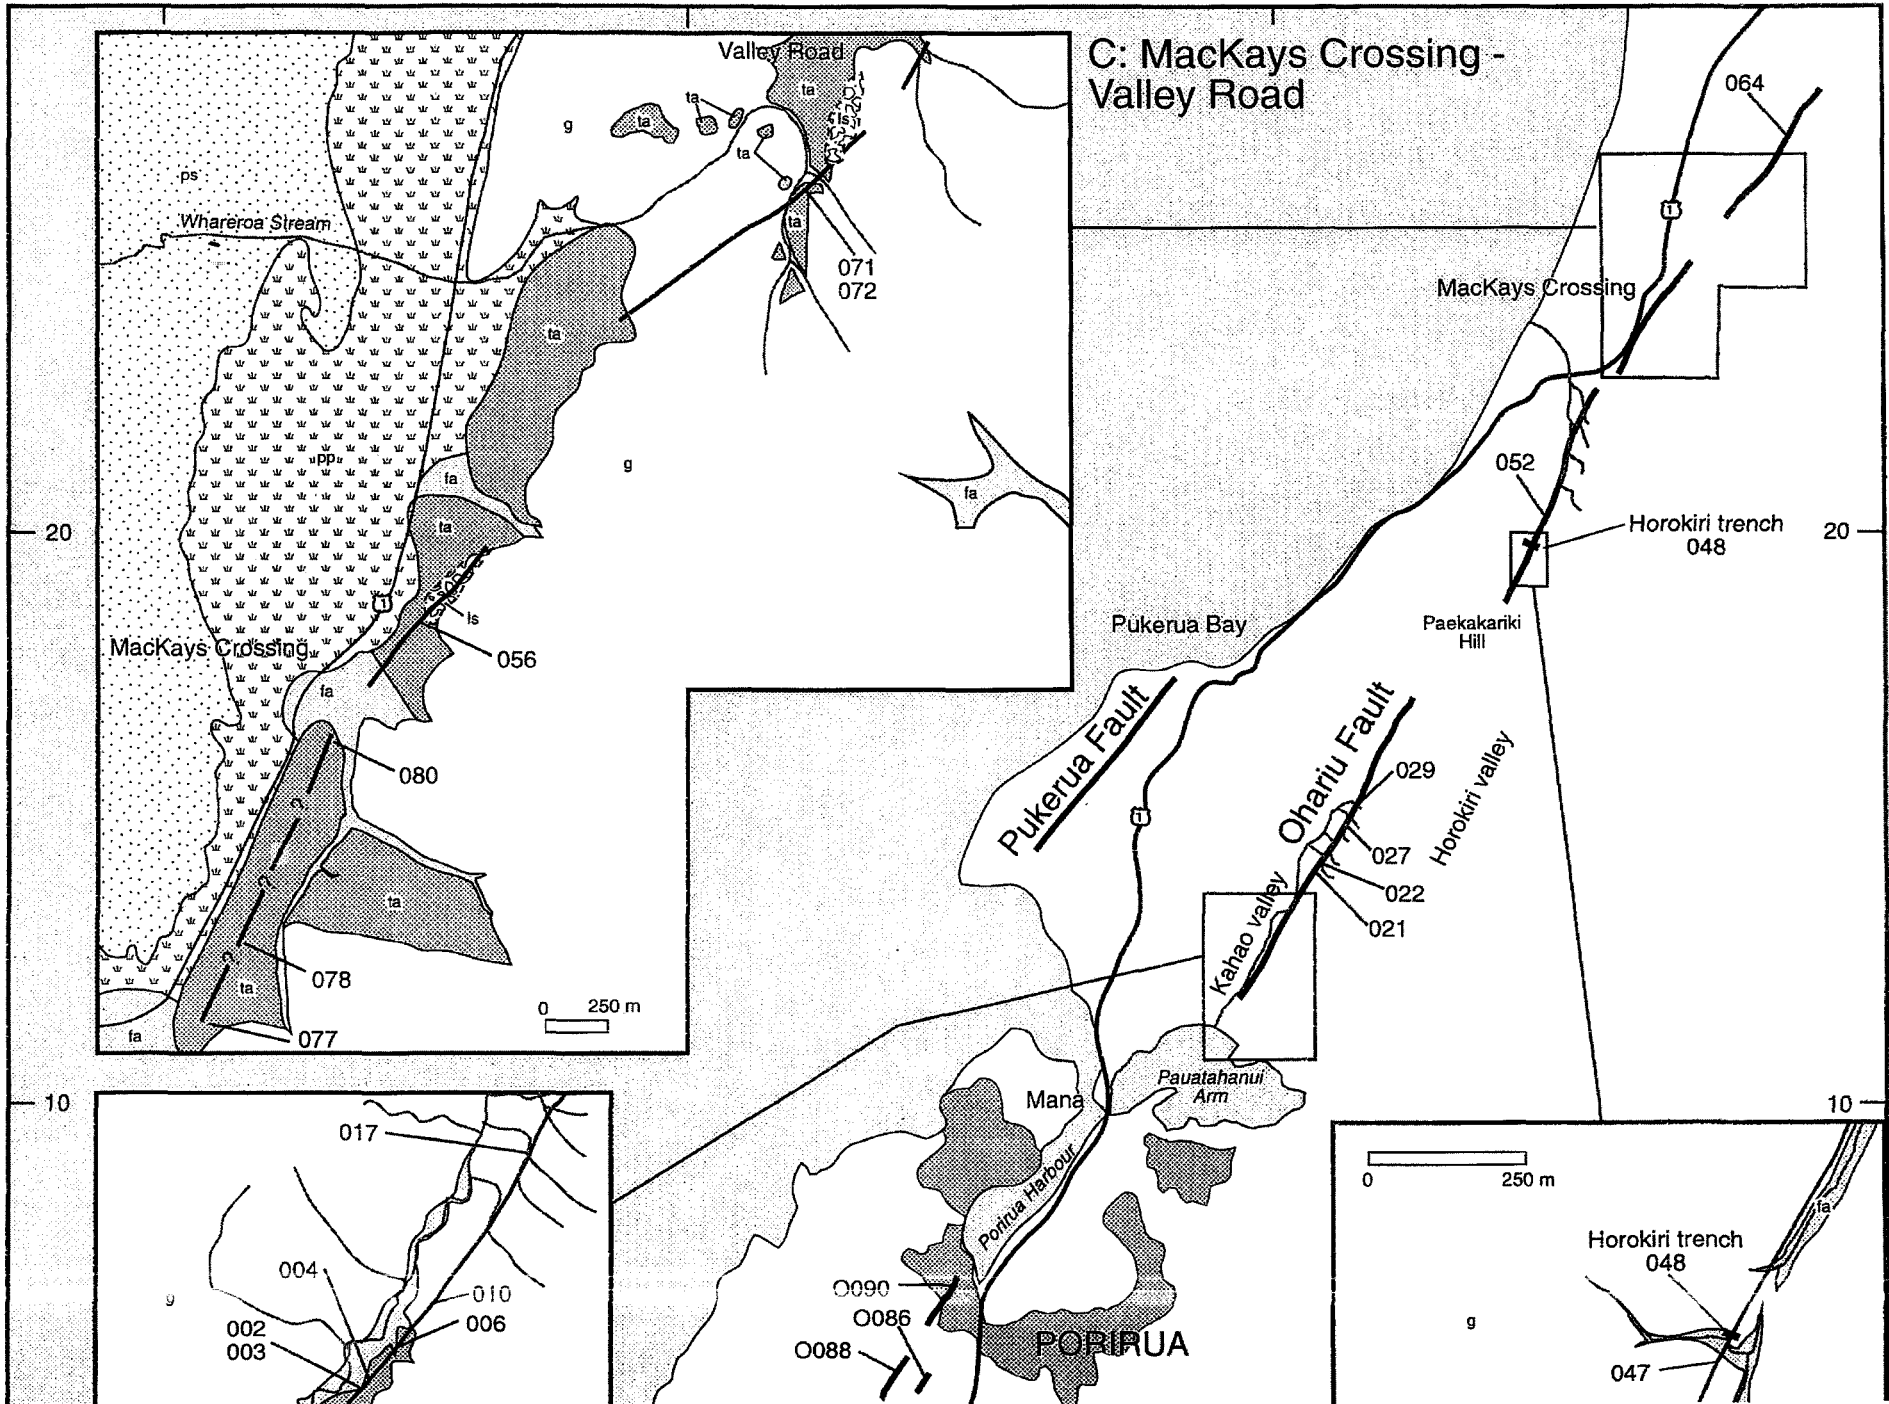 C: MacKays Crossing -
Valley Road
Valley Road
ta
ta
ta
ls
g
ta
ps
Whareroa Stream
ta
071
072
ta
pp
g
fa
fa
ta
1
ls
MacKays Crossing
056
fa
080
?
?
ta
?
078
ta
0 250 m
fa
077
064
1
MacKays Crossing
052
Horokiri trench
048
20
20
Pukerua Bay
Paekakariki
Hill
Pukerua Fault
Ohariu Fault
029
Horokiri valley
1
027
022
021
Kahao valley
Pauatahanui
Arm
Mana
10
10
Porirua Harbour
O090
O086
O088
PORIRUA
017
004
010
006
002
003
g
0 250 m
fa
Horokiri trench
048
g
047